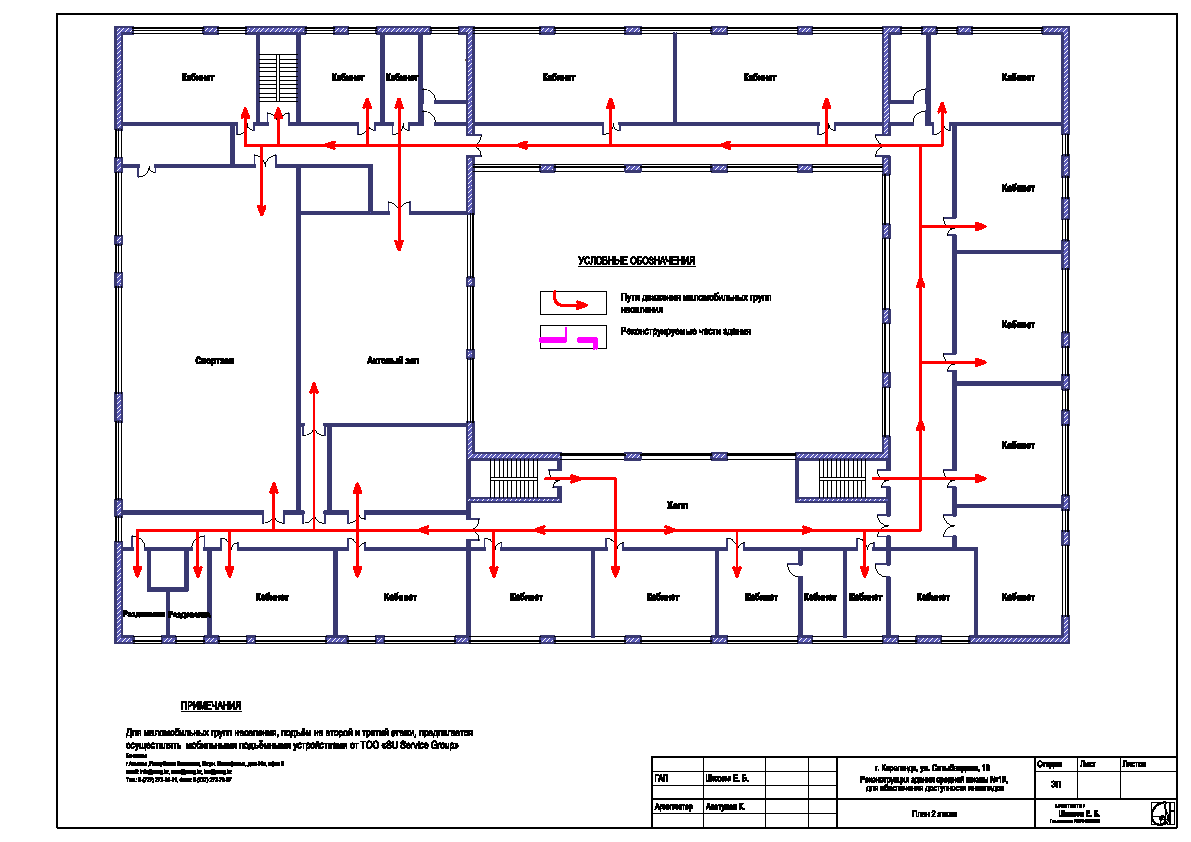 Кабинет
Кабинет
Кабинет
Кабинет
Кабинет
Кабинет
Кабинет
УСЛОВНЫЕ ОБОЗНАЧЕНИЯ
Пути движения маломобильных групп
населения
Кабинет
Реконструируемые части здания
Спортзал
Актовый зал
Кабинет
Холл
Кабинет
Кабинет
Кабинет
Кабинет
Кабинет
Кабинет
Кабинет
Кабинет
Кабинет
Раздевалка
Раздевалка
ПРИМЕЧАНИЯ
Для маломобильных групп населения, подъём на второй и третий этажи, предлагается
осуществлять мобильными подъёмными устройствами от ТОО «SU Service Group»
г. Караганда, ул.
Стадия
Лист
Листов
ГАП
Е. Б.
Реконструкция здания средней школы
для обеспечения доступности инвалидов
ЭП
Архитектор
К.
План 2 этажа
Е. Б.